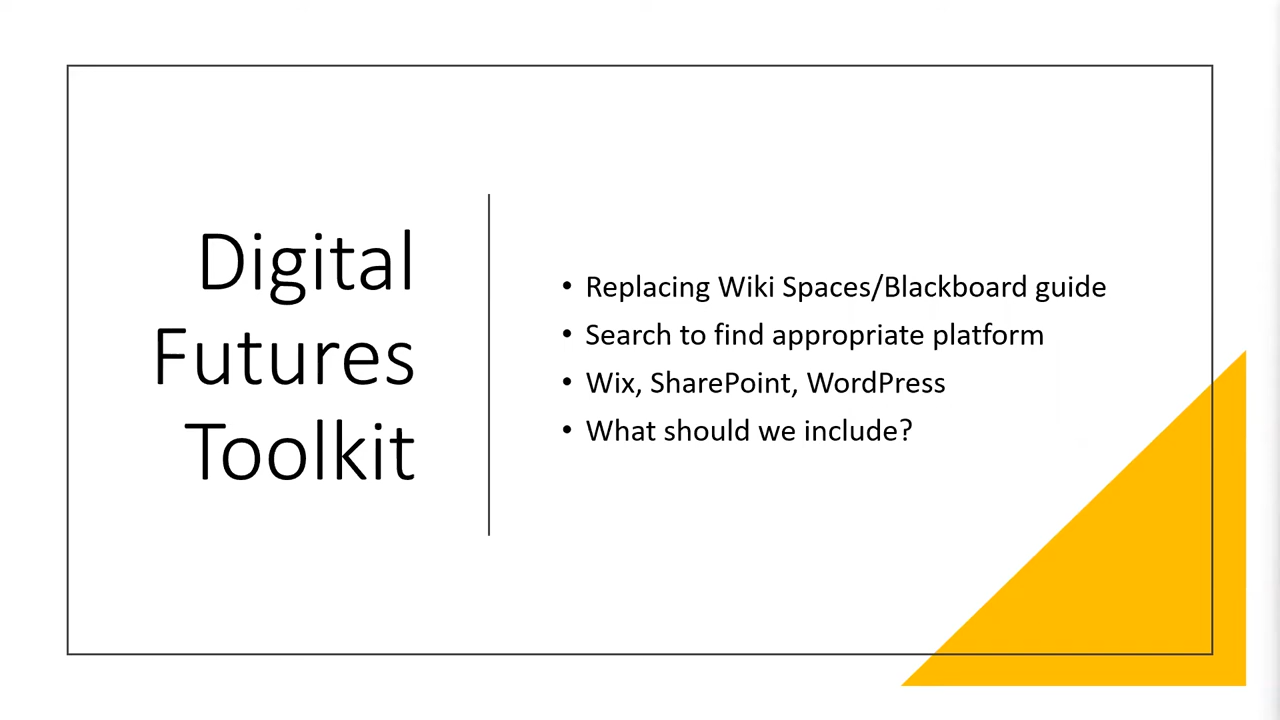 Digital
Futures
Toolkit
• Replacing Wiki Spaces/Blackboard guide
• Search to find appropriate platform
• Wix, SharePoint, WordPress
• What should we include?